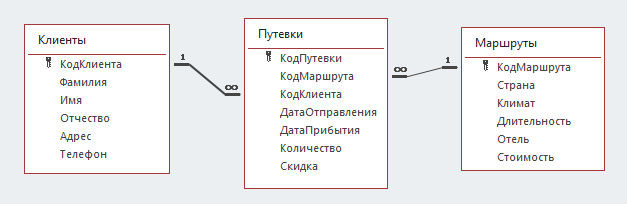 Клиенты
КодКлиента
Фамилия
Имя
Отчество
Адрес
Телефон
1
∞
Путевки
КодПутевки
КодМаршрута
КодКлиента
ДатаОтправления
ДатаПрибытия
Количество
Скидка
∞
1
Маршруты
КодМаршрута
Страна
Климат
Длительность
Отель
Стоимость